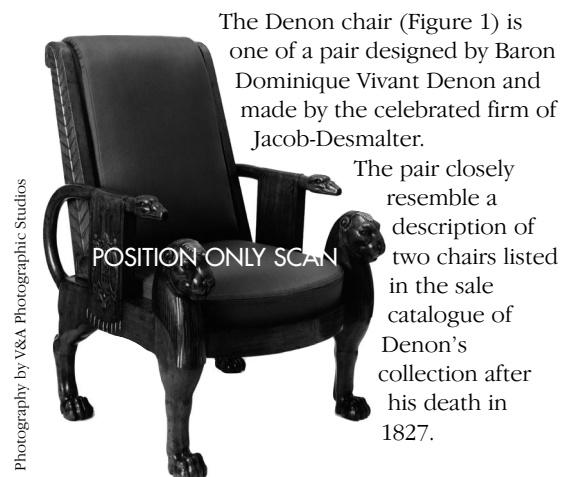 The Denon chair (Figure 1) is
one of a pair designed by Baron
Dominique Vivant Denon and
made by the celebrated firm of
Jacob-Desmalter.
The pair closely
resemble a
description of
two chairs listed
in the sale
catalogue of
Denon's
collection after
his death in
1827.
POSITION ONLY SCAN
Photography by V&A Photographic Studios